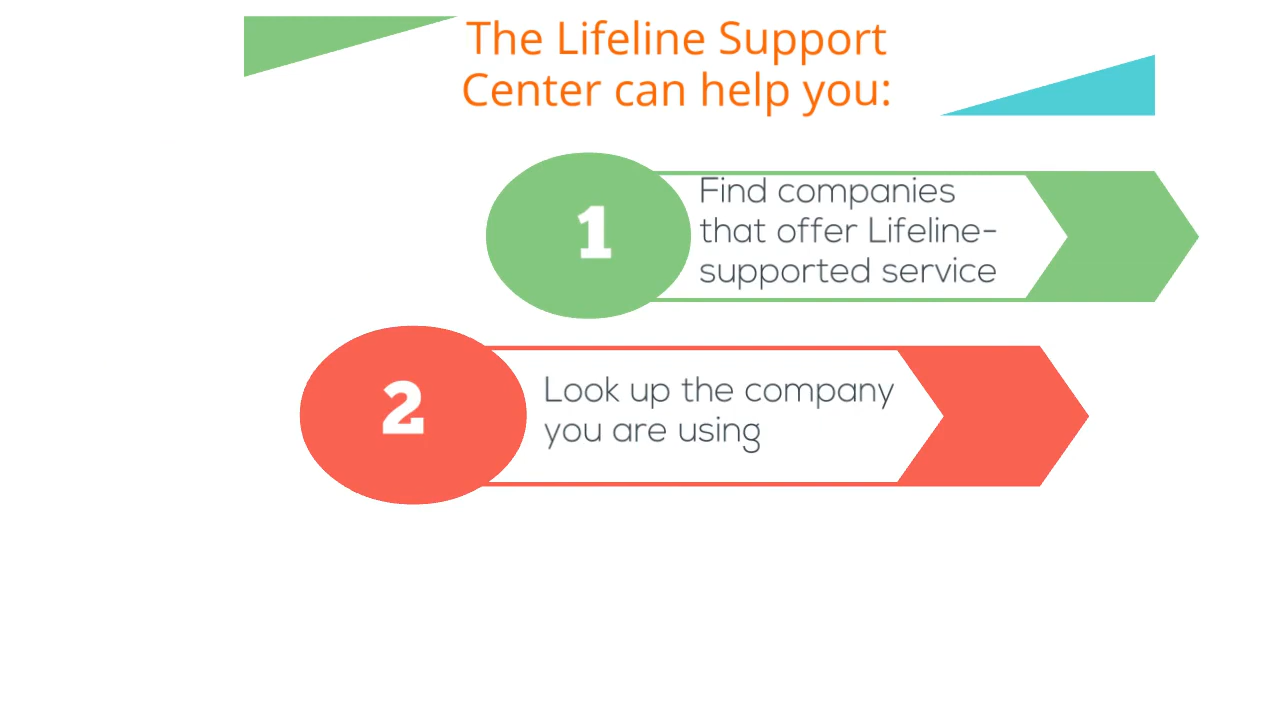 The Lifeline Support
Center can help you:
1
Find companies
that offer Lifeline-
supported service
2
Look up the company
you are using